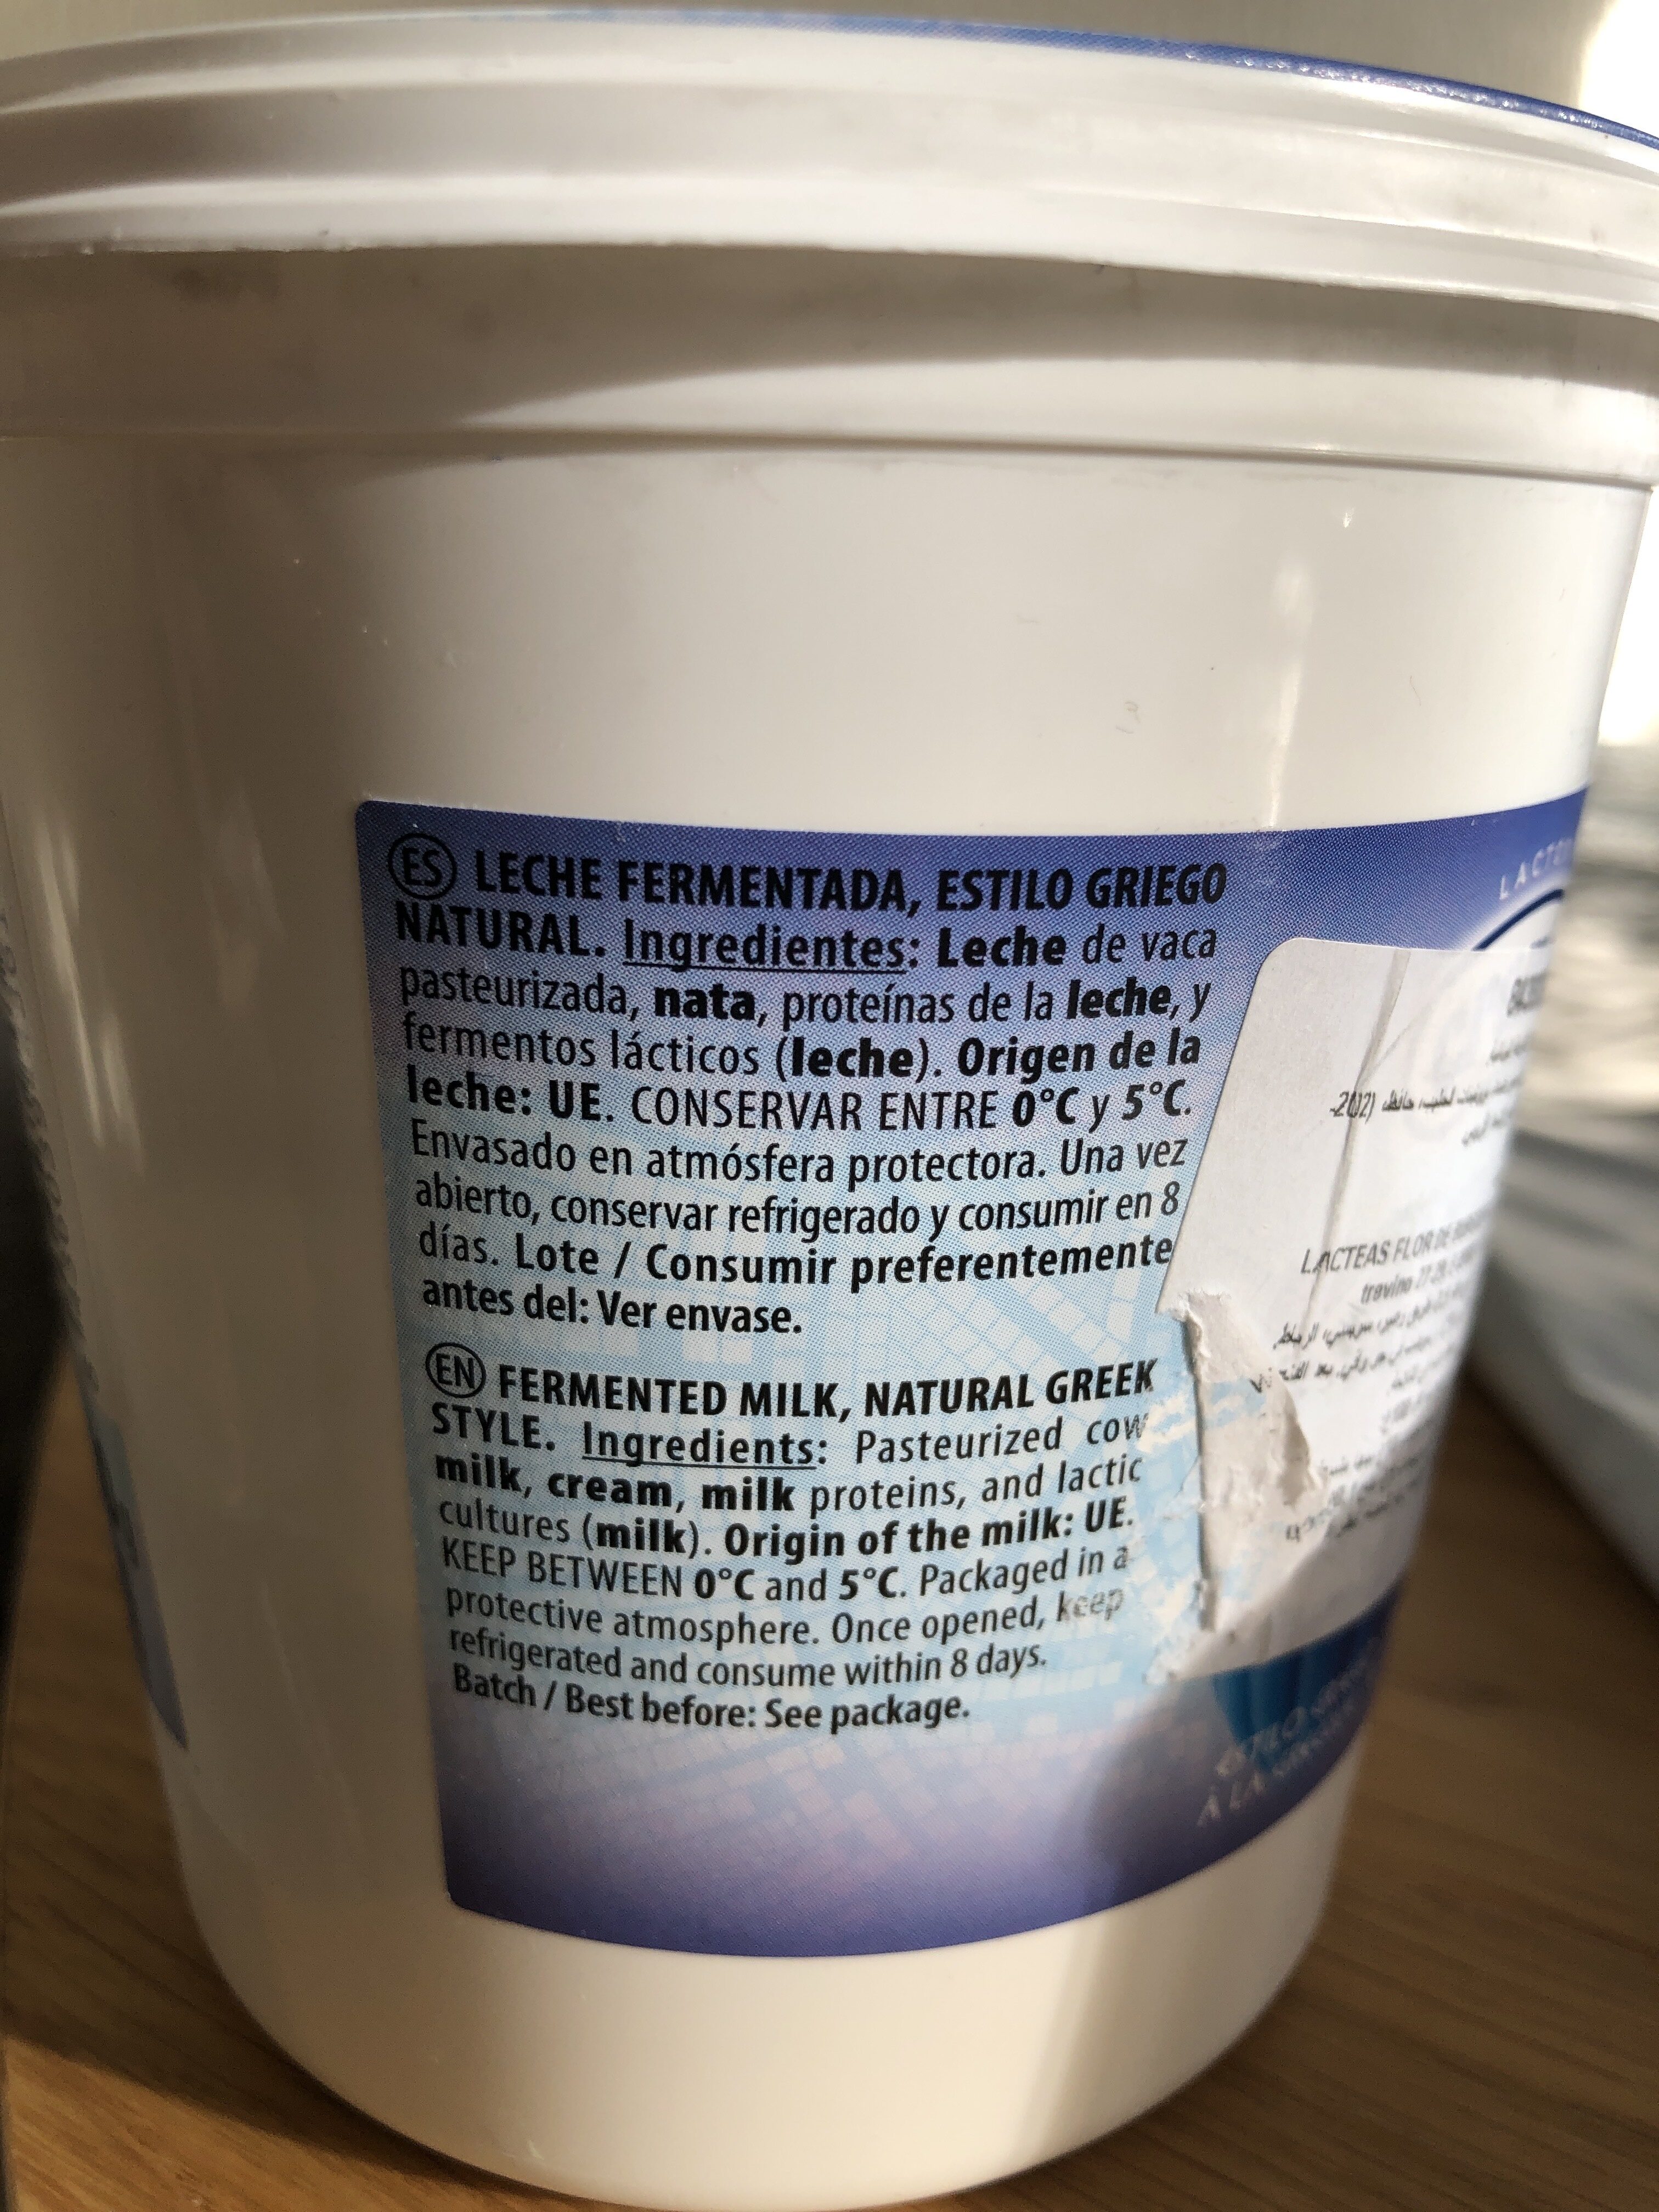 ES LECHE FERMENTADA, ESTILO GRIEGO
NATURAL. Ingredientes: Leche de vaca
pasteurizada, nata, proteínas de la leche, y
fermentos lácticos (leche). Origen de la
leche: UE. CONSERVAR ENTRE 0°C y 5°C.
Envasado en atmósfera protectora. Una vez
abierto, conservar refrigerado y consumir en 8
días. Lote / Consumir preferentemente
antes del: Ver envase.
EN FERMENTED MILK, NATURAL GREEK
STYLE. Ingredients: Pasteurized cow
milk, cream, milk proteins, and lactic
cultures (milk). Origin of the milk: UE.
KEEP BETWEEN 0°C and 5°C. Packaged in a
protective atmosphere. Once opened, keep
refrigerated and consume within 8 days.
Batch / Best before: See package.
LACTEAS FLOR DE
ESTILO
À LA